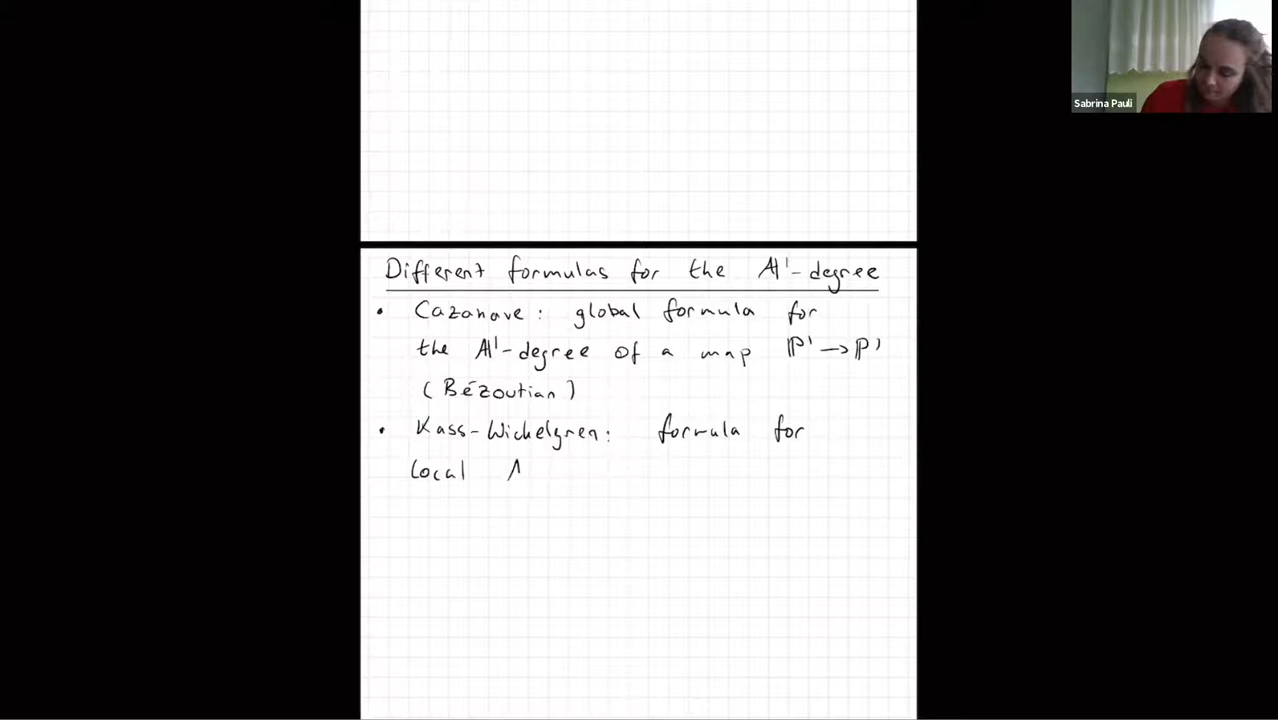 Sabrina Pauli
Different formulas for the A¹-degree
• Cazanave: global formula for
the A¹-degree of a map P¹ → P¹
(Bézoutian)
• Kass-Wickelgren: formula for
local A